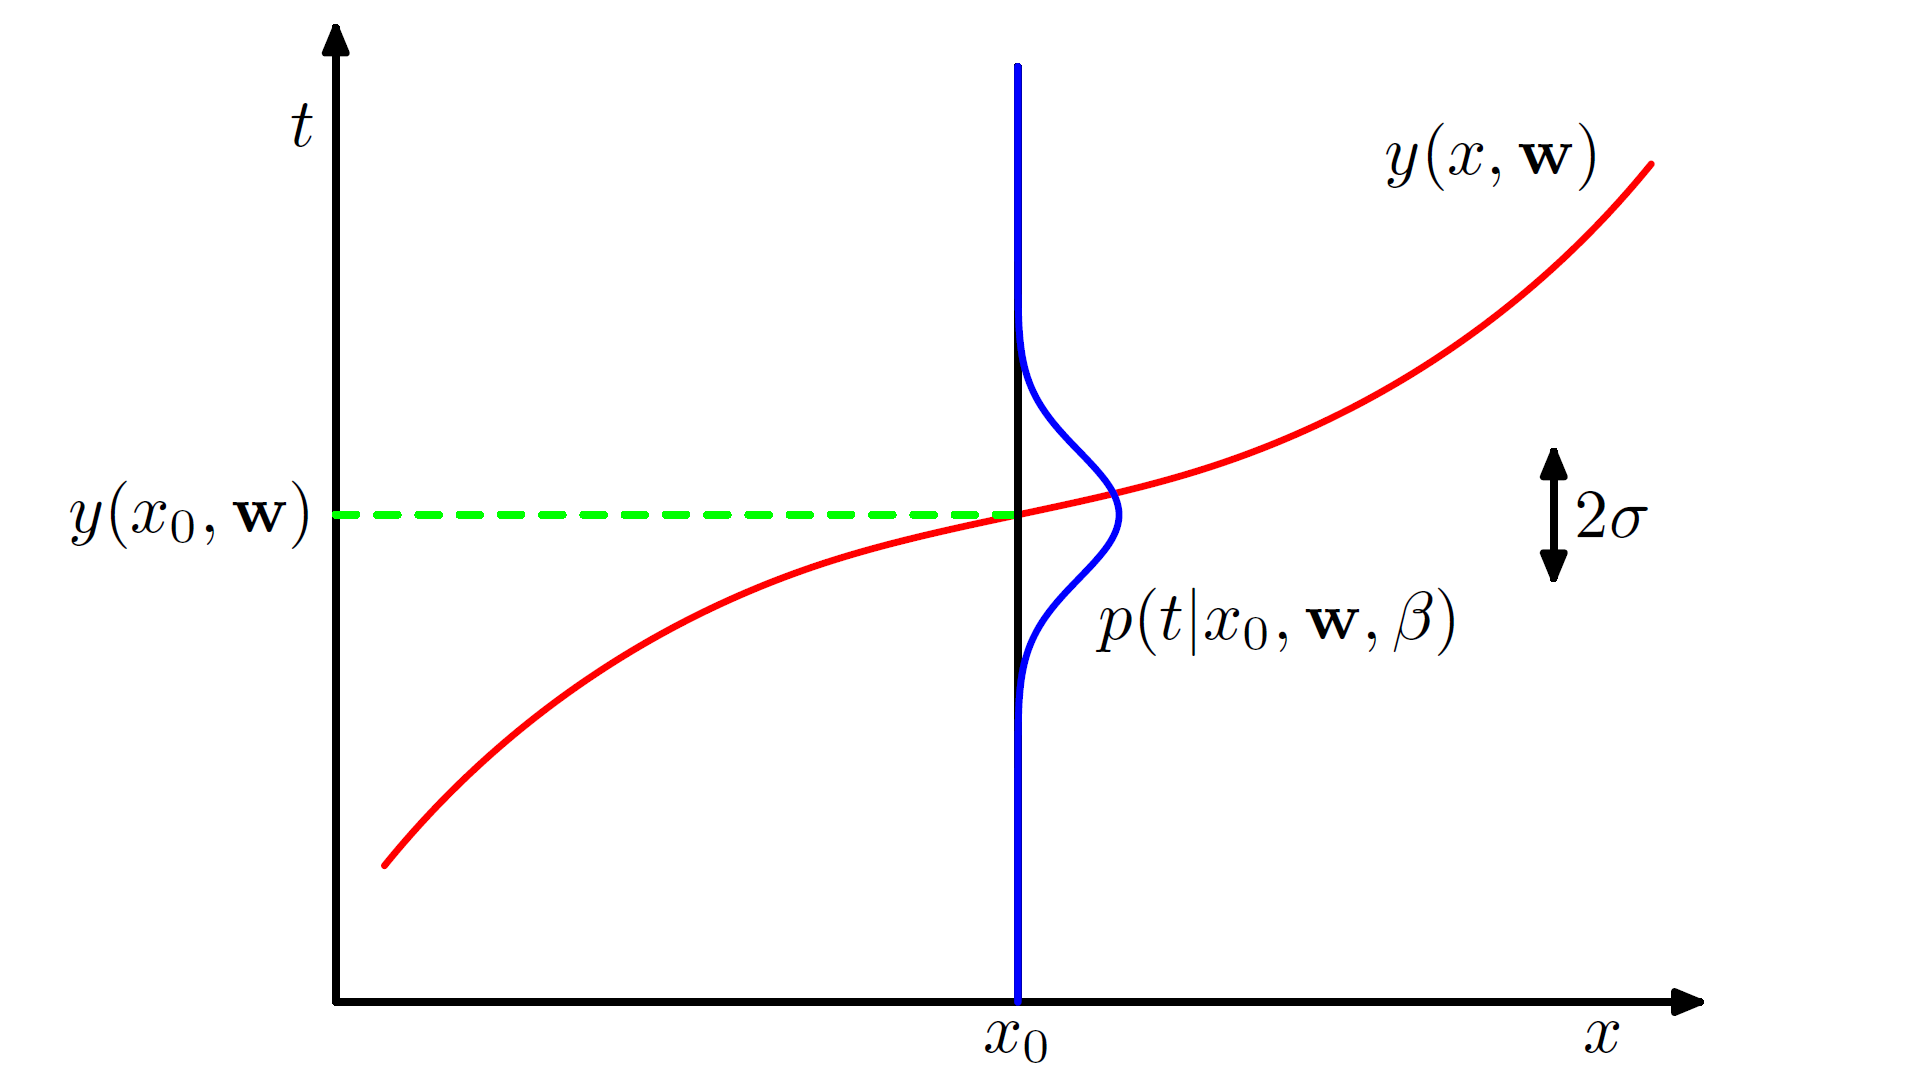 t
y(x, w)
y(x₀, w)
2σ
p(t|x₀, w, β)
x₀
x